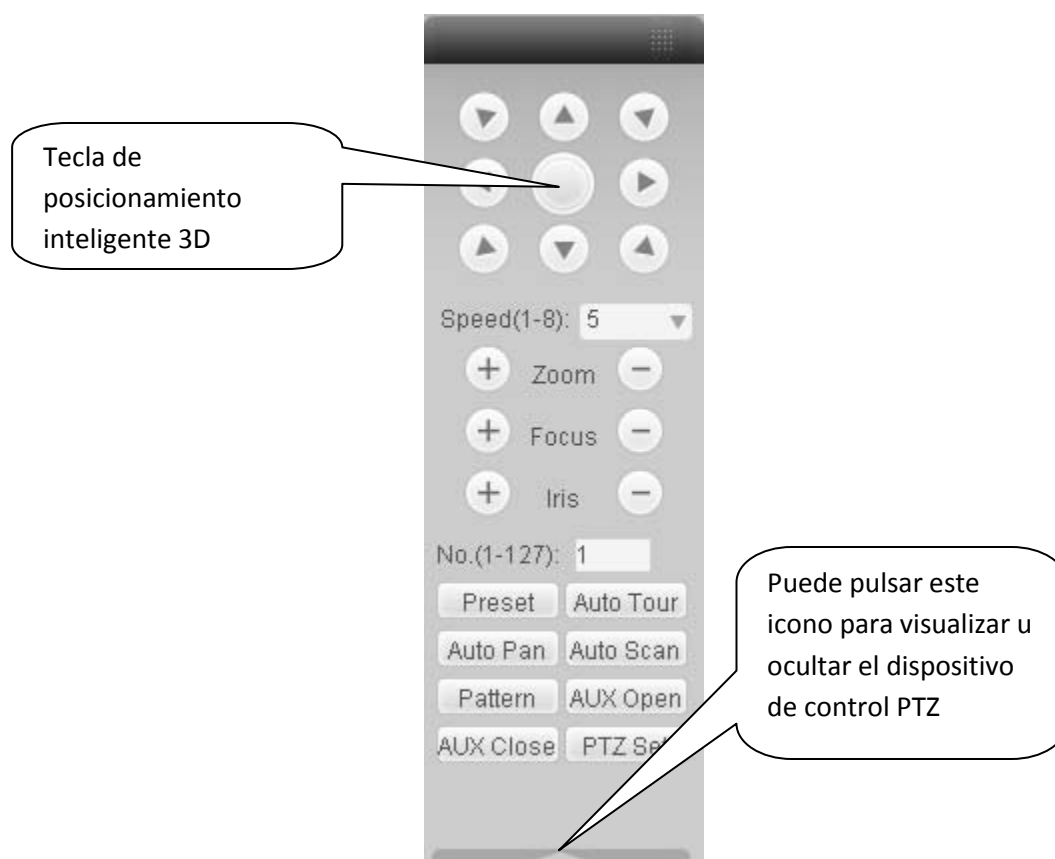 Tecla de
posicionamiento
inteligente 3D
Speed(1-8): 5
Zoom
Focus
Iris
No.(1-127): 1
Preset Auto Tour
Auto Pan Auto Scan
Pattern AUX Open
AUX Close PTZ Set
Puede pulsar este
icono para visualizar u
ocultar el dispositivo
de control PTZ